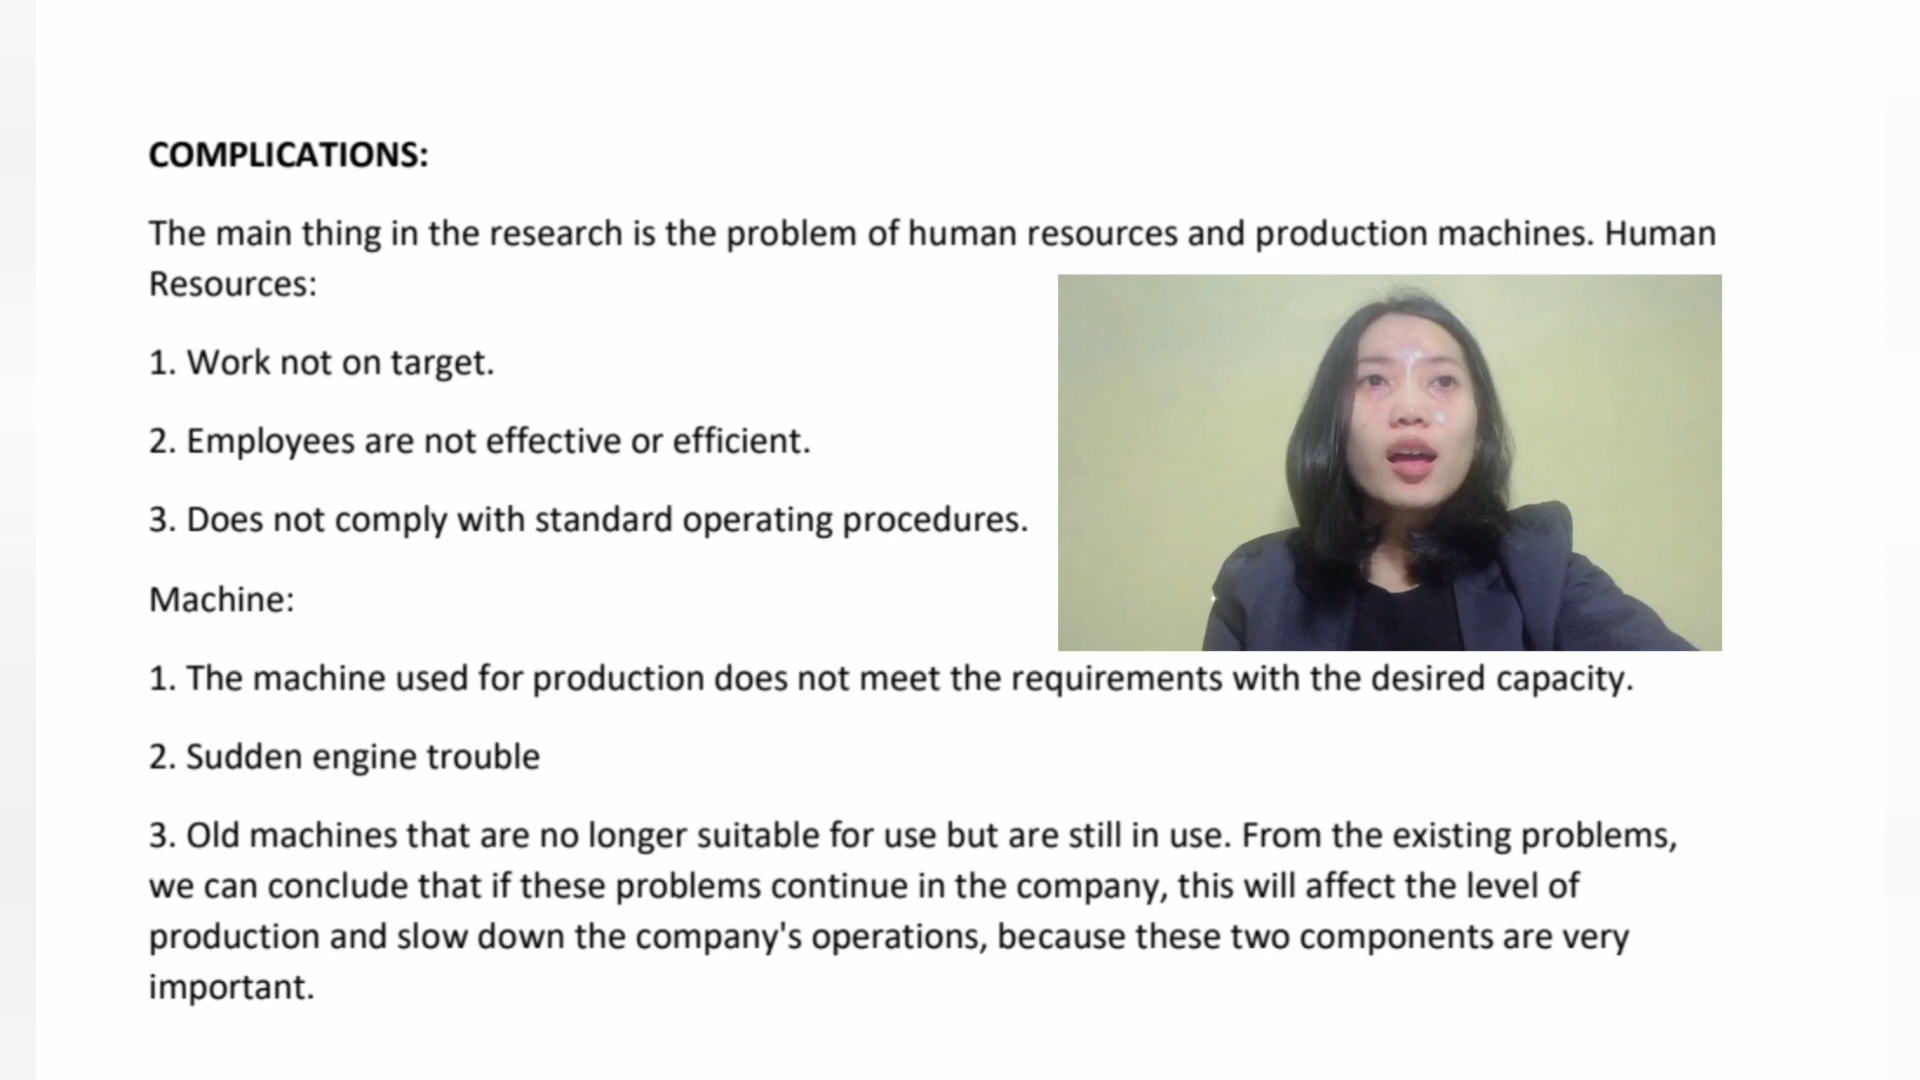 COMPLICATIONS:
The main thing in the research is the problem of human resources and production machines. Human
Resources:
1. Work not on target.
2. Employees are not effective or efficient.
3. Does not comply with standard operating procedures.
Machine:
1. The machine used for production does not meet the requirements with the desired capacity.
2. Sudden engine trouble
3. Old machines that are no longer suitable for use but are still in use. From the existing problems,
we can conclude that if these problems continue in the company, this will affect the level of
production and slow down the company's operations, because these two components are very
important.